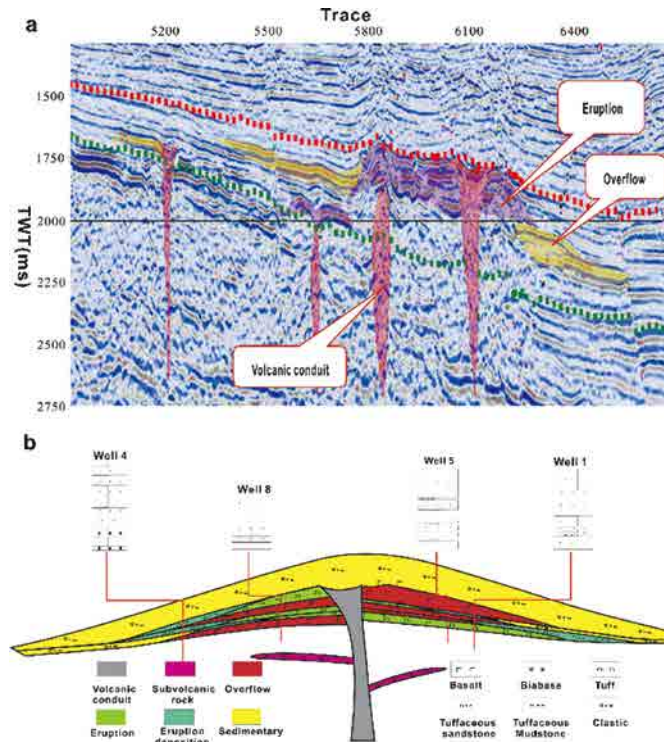 Trace
a
5200 5500 5800 6100 6400
1500
1750
2000
2250
2500
2750
TWT(ms)
Eruption
Overflow
Volcanic conduit
b
Well 4
Well 8
Well 5
Well 1
Volcanic conduit
Subvolcanic rock
Overflow
Eruption
Eruption deposition
Sedimentary
Basalt
Biabase
Tuff
Tuffaceous sandstone
Tuffaceous Mudstone
Clastic